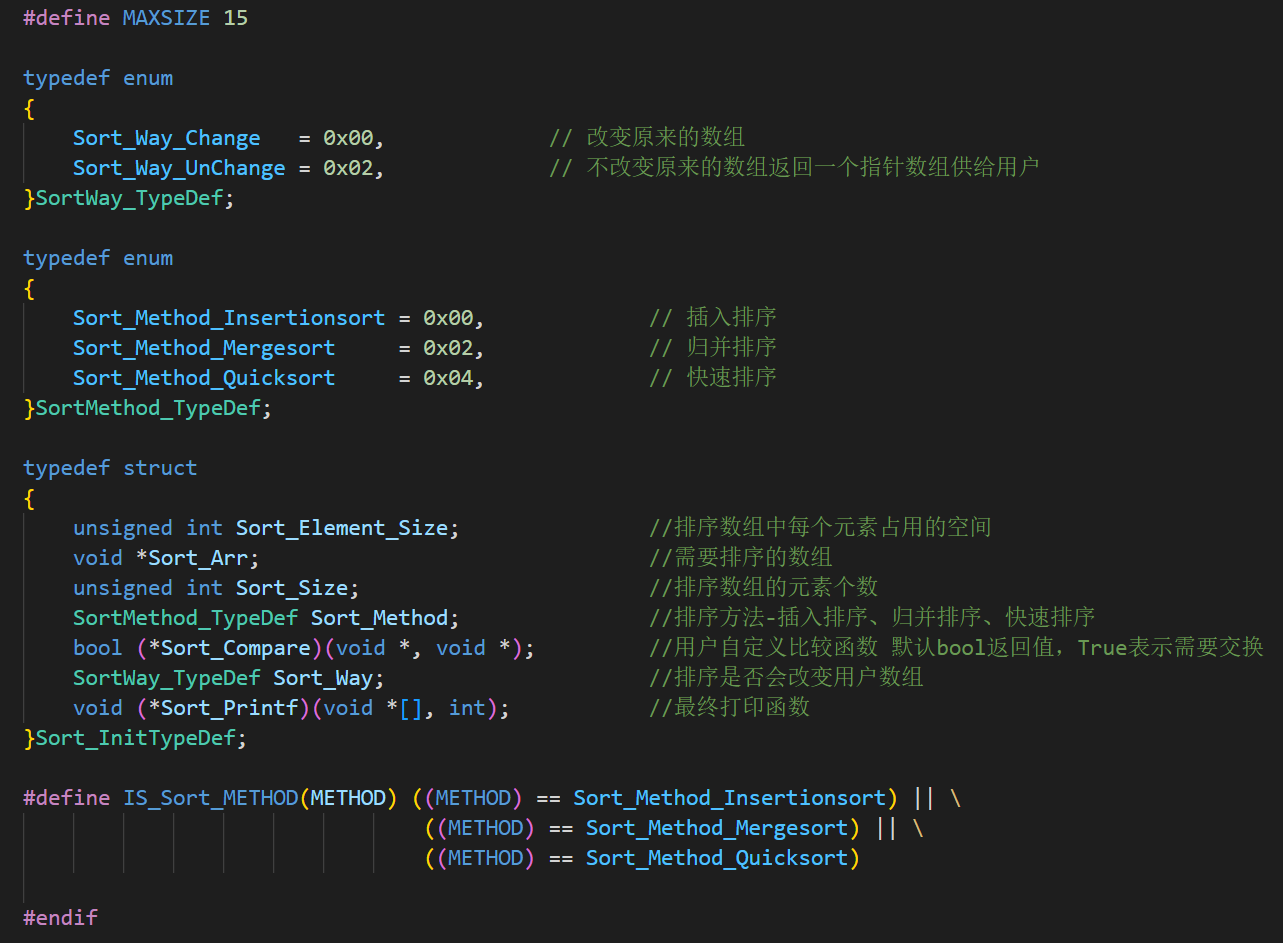 #define MAXSIZE 15
typedef enum
{
    Sort_Way_Change   = 0x00,             // 改变原来的数组
    Sort_Way_UnChange = 0x02,             // 不改变原来的数组返回一个指针数组供给用户
}SortWay_TypeDef;
typedef enum
{
    Sort_Method_Insertionsort = 0x00,             // 插入排序
    Sort_Method_Mergesort     = 0x02,             // 归并排序
    Sort_Method_Quicksort     = 0x04,             // 快速排序
}SortMethod_TypeDef;
typedef struct
{
    unsigned int Sort_Element_Size;               //排序数组中每个元素占用的空间
    void *Sort_Arr;                               //需要排序的数组
    unsigned int Sort_Size;                       //排序数组的元素个数
    SortMethod_TypeDef Sort_Method;               //排序方法-插入排序、归并排序、快速排序
    bool (*Sort_Compare)(void *, void *);         //用户自定义比较函数 默认bool返回值，True表示需要交换
    SortWay_TypeDef Sort_Way;                     //排序是否会改变用户数组
    void (*Sort_Printf)(void *[], int);           //最终打印函数
}Sort_InitTypeDef;
#define IS_Sort_METHOD(METHOD) ((METHOD) == Sort_Method_Insertionsort) || \
                                ((METHOD) == Sort_Method_Mergesort) || \
                                ((METHOD) == Sort_Method_Quicksort)
#endif